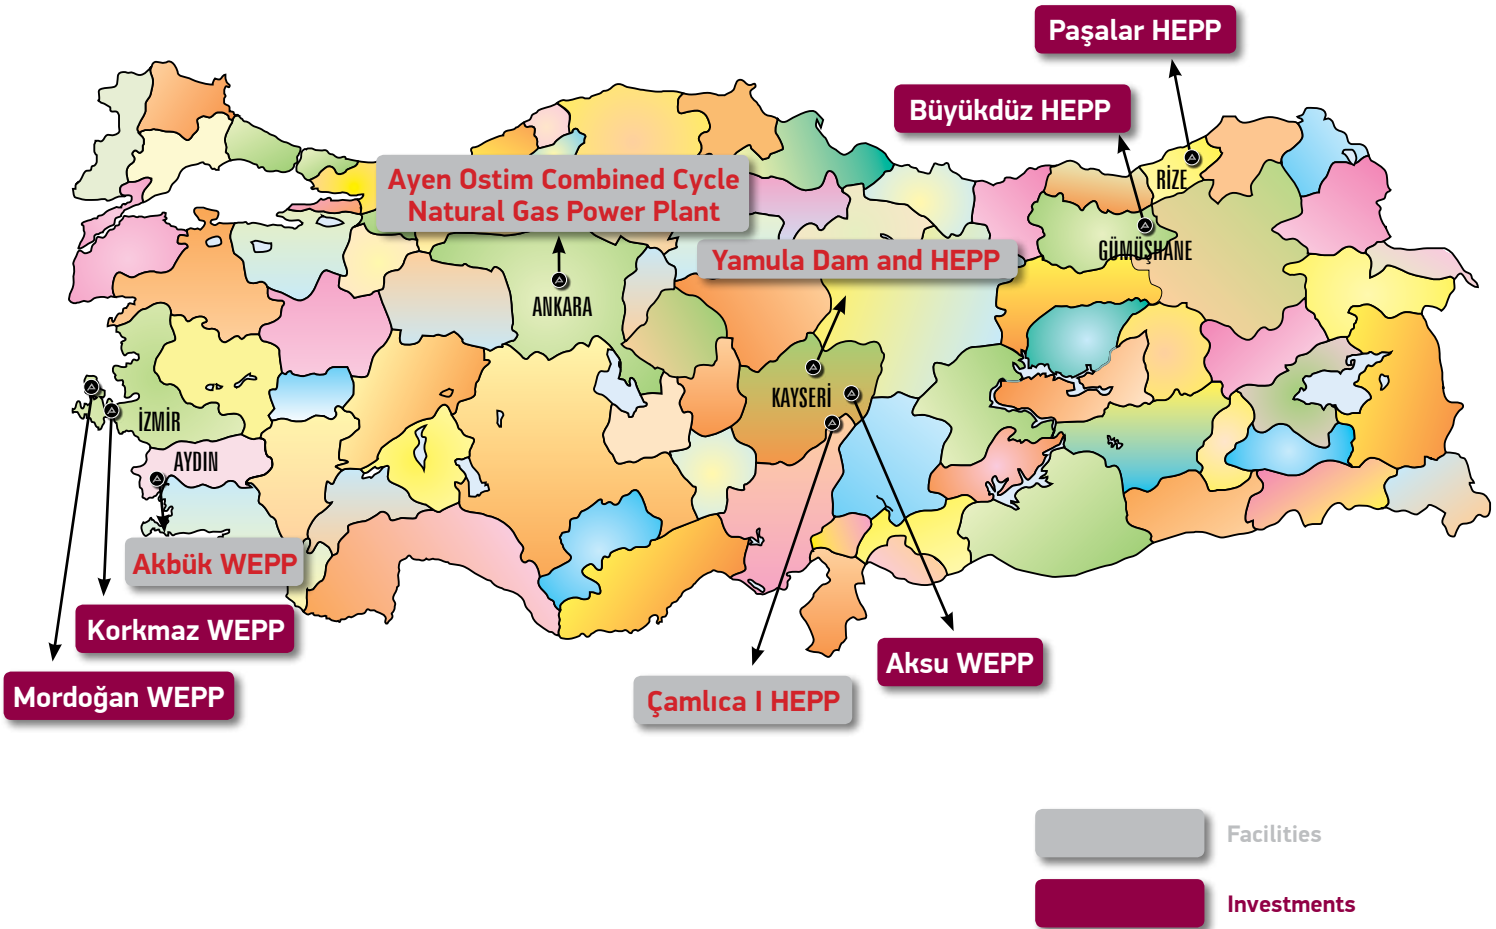 Paşalar HEPP
Büyükdüz HEPP
RİZE
Ayen Ostim Combined Cycle
Natural Gas Power Plant
GÜMÜŞHANE
Yamula Dam and HEPP
ANKARA
KAYSERİ
İZMİR
AYDIN
Akbük WEPP
Korkmaz WEPP
Aksu WEPP
Mordoğan WEPP
Çamlıca I HEPP
Facilities
Investments